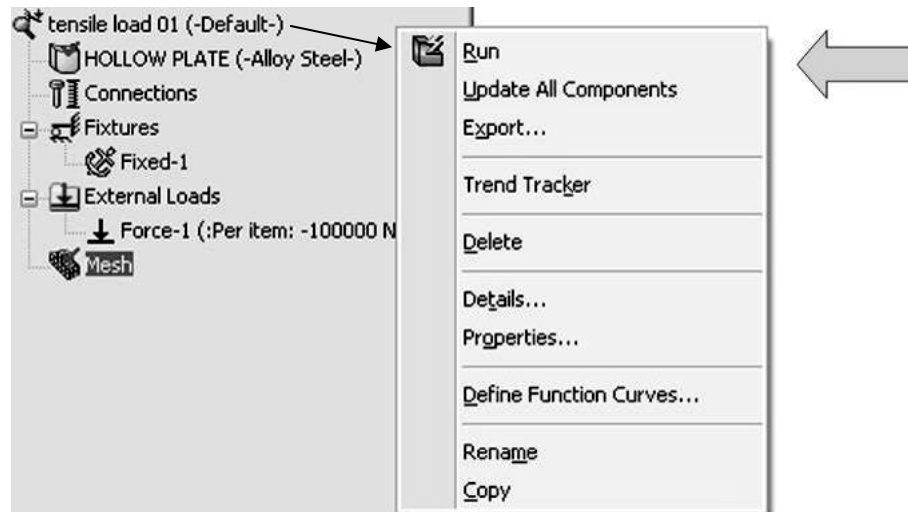 tensile load 01 (-Default-)
HOLLOW PLATE (-Alloy Steel-)
Connections
Fixtures
Fixed-1
External Loads
Force-1 (:Per item: -100000 N
Mesh
Run
Update All Components
Export...
Trend Tracker
Delete
Details...
Properties...
Define Function Curves...
Rename
Copy